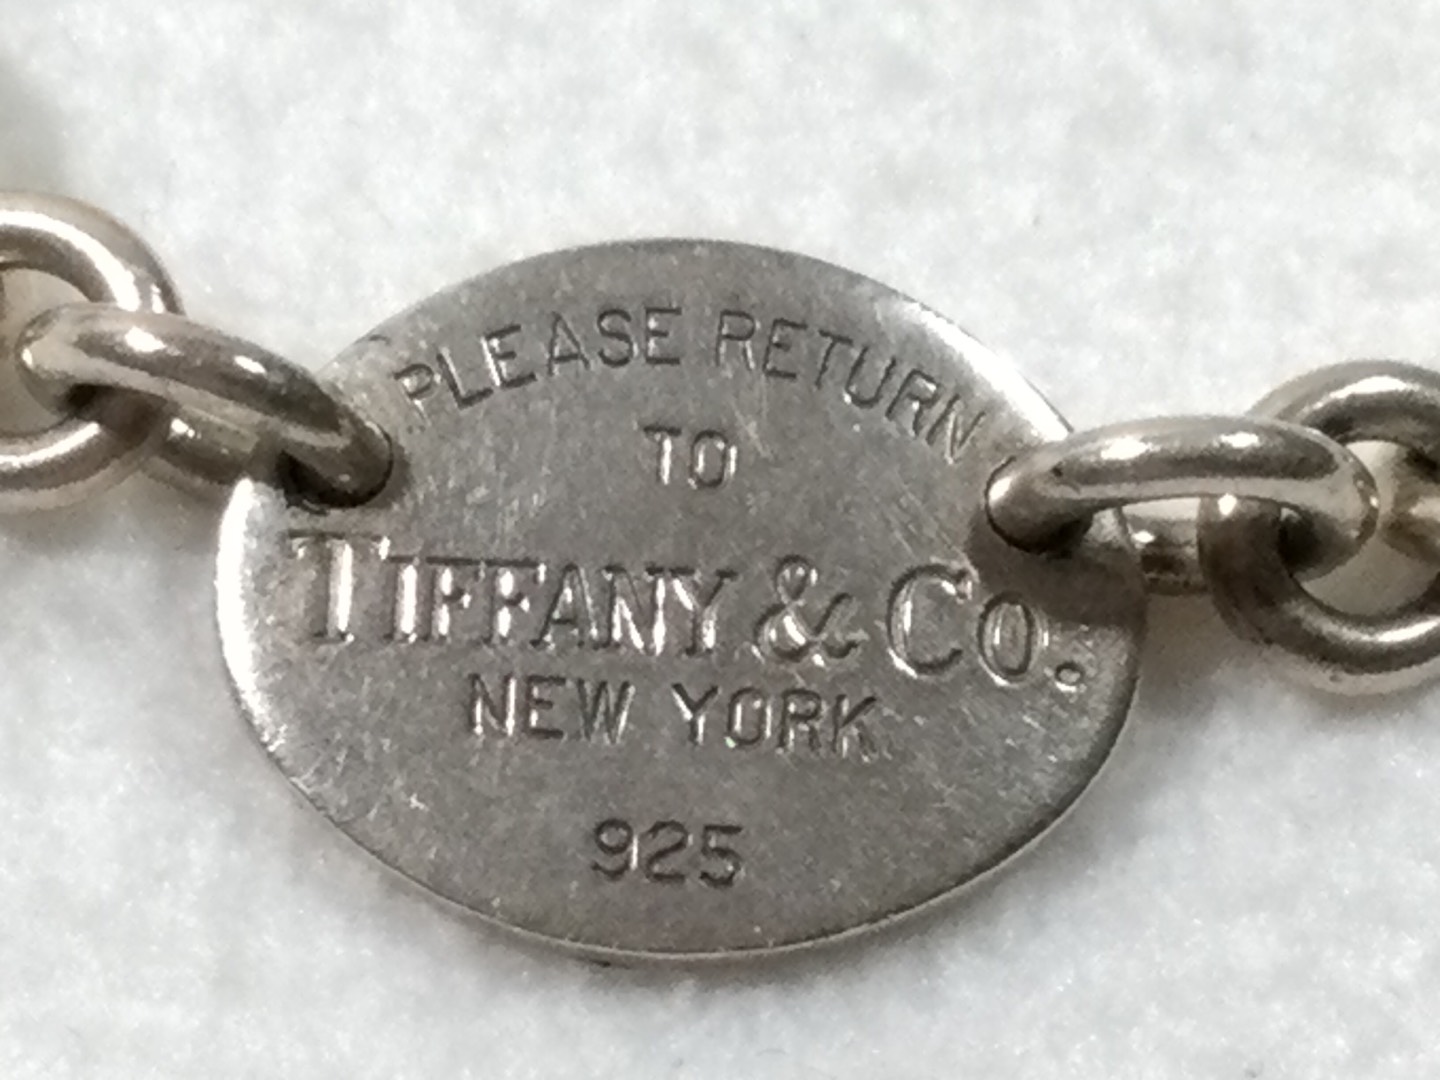 PLEASE RETURN
TO
TIFFANY & CO.
NEW YORK
925